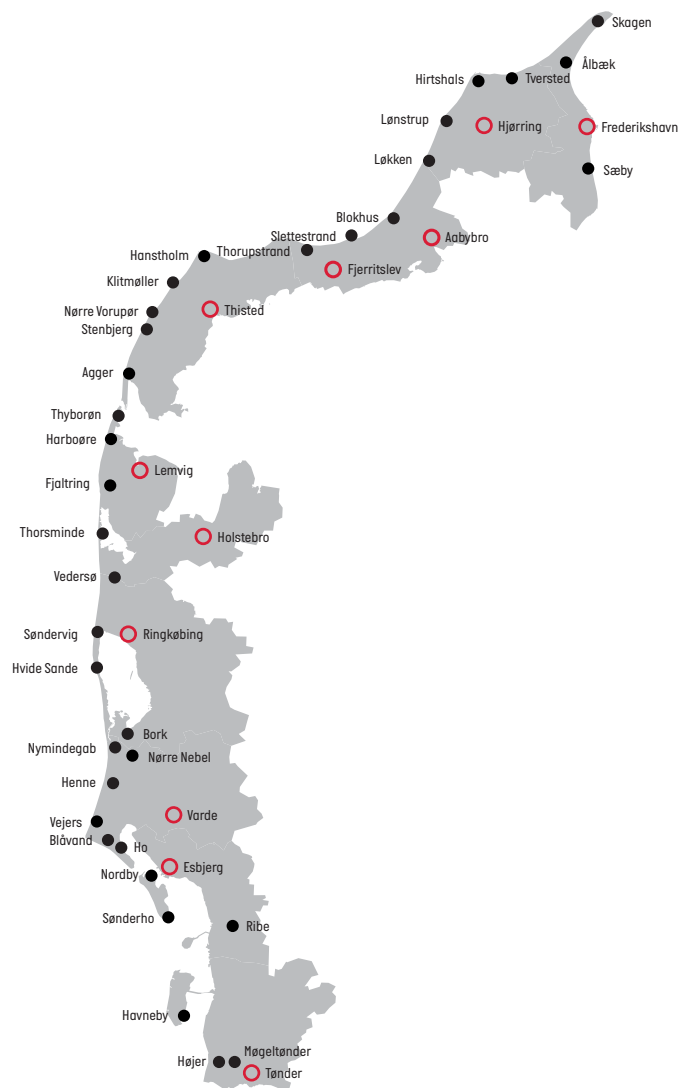 Skagen
Ålbæk
Hirtshals
Tversted
Lønstrup
Hjørring
Frederikshavn
Løkken
Sæby
Blokhus
Slettestrand
Aabybro
Hanstholm
Thorupstrand
Fjerritslev
Klitmøller
Nørre Vorupør
Thisted
Stenbjerg
Agger
Thyborøn
Harboøre
Lemvig
Fjaltring
Thorsminde
Holstebro
Vedersø
Søndervig
Ringkøbing
Hvide Sande
Bork
Nymindegab
Nørre Nebel
Henne
Varde
Vejers
Blåvand
Ho
Esbjerg
Nordby
Sønderho
Ribe
Havneby
Møgeltønder
Højer
Tønder